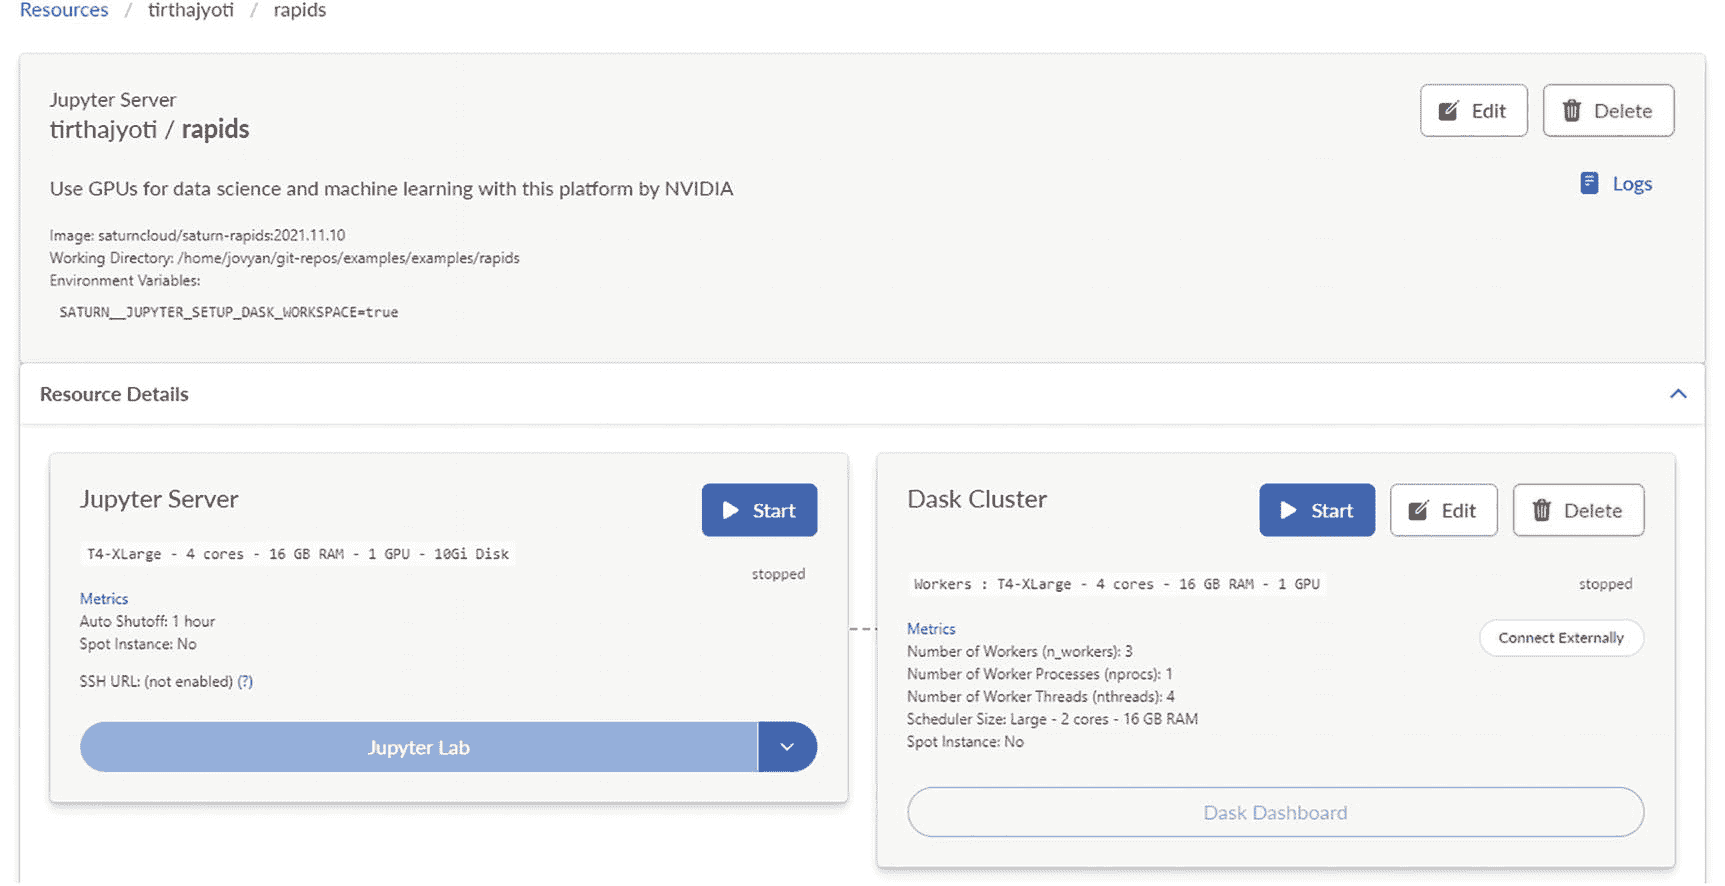 Resources / tirthajyoti / rapids
Jupyter Server
tirthajyoti / rapids
Edit
Delete
Use GPUs for data science and machine learning with this platform by NVIDIA
Logs
Image: saturncloud/saturn-rapids:2021.11.10
Working Directory: /home/jovyan/git-repos/examples/examples/rapids
Environment Variables:
SATURN__JUPYTER_SETUP_DASK_WORKSPACE=true
Resource Details
Jupyter Server
Start
T4-XLarge - 4 cores - 16 GB RAM - 1 GPU - 10Gi Disk
stopped
Metrics
Auto Shutoff: 1 hour
Spot Instance: No
SSH URL: (not enabled) (?)
Jupyter Lab
Dask Cluster
Start
Edit
Delete
Workers : T4-XLarge - 4 cores - 16 GB RAM - 1 GPU
stopped
Metrics
Connect Externally
Number of Workers (n_workers): 3
Number of Worker Processes (nprocs): 1
Number of Worker Threads (nthreads): 4
Scheduler Size: Large - 2 cores - 16 GB RAM
Spot Instance: No
Dask Dashboard